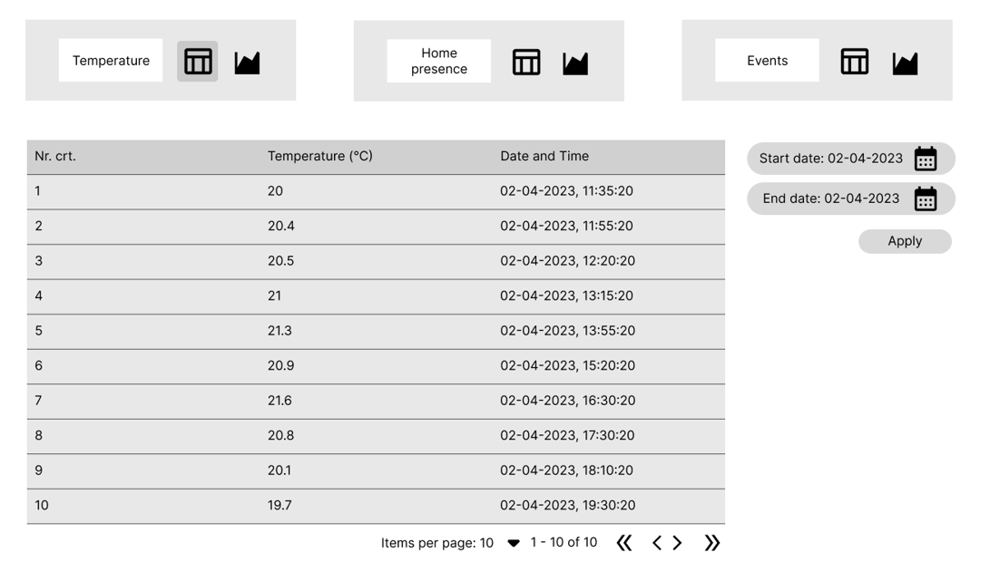 Temperature
Home
presence
Events
Nr. crt. Temperature (°C) Date and Time
1 20 02-04-2023, 11:35:20
2 20.4 02-04-2023, 11:55:20
3 20.5 02-04-2023, 12:20:20
4 21 02-04-2023, 13:15:20
5 21.3 02-04-2023, 13:55:20
6 20.9 02-04-2023, 15:20:20
7 21.6 02-04-2023, 16:30:20
8 20.8 02-04-2023, 17:30:20
9 20.1 02-04-2023, 18:10:20
10 19.7 02-04-2023, 19:30:20
Items per page: 10 1 - 10 of 10
Start date: 02-04-2023
End date: 02-04-2023
Apply